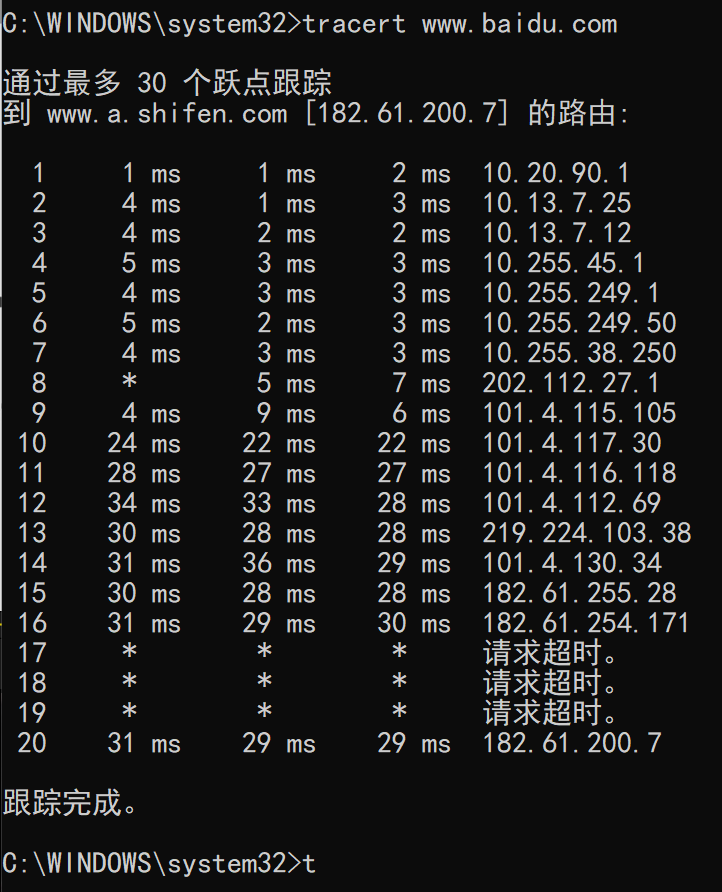 C:\WINDOWS\system32>tracert www.baidu.com
通过最多 30 个跃点跟踪
到 www.a.shifen.com [182.61.200.7] 的路由:
1 1 ms 1 ms 2 ms 10.20.90.1
2 4 ms 1 ms 3 ms 10.13.7.25
3 4 ms 2 ms 2 ms 10.13.7.12
4 5 ms 3 ms 3 ms 10.255.45.1
5 4 ms 3 ms 3 ms 10.255.249.1
6 5 ms 2 ms 3 ms 10.255.249.50
7 4 ms 3 ms 3 ms 10.255.38.250
8 * 5 ms 7 ms 202.112.27.1
9 4 ms 9 ms 6 ms 101.4.115.105
10 24 ms 22 ms 22 ms 101.4.117.30
11 28 ms 27 ms 27 ms 101.4.116.118
12 34 ms 33 ms 28 ms 101.4.112.69
13 30 ms 28 ms 28 ms 219.224.103.38
14 31 ms 36 ms 29 ms 101.4.130.34
15 30 ms 28 ms 28 ms 182.61.255.28
16 31 ms 29 ms 30 ms 182.61.254.171
17 * * * 请求超时。
18 * * * 请求超时。
19 * * * 请求超时。
20 31 ms 29 ms 29 ms 182.61.200.7
跟踪完成。
C:\WINDOWS\system32>t